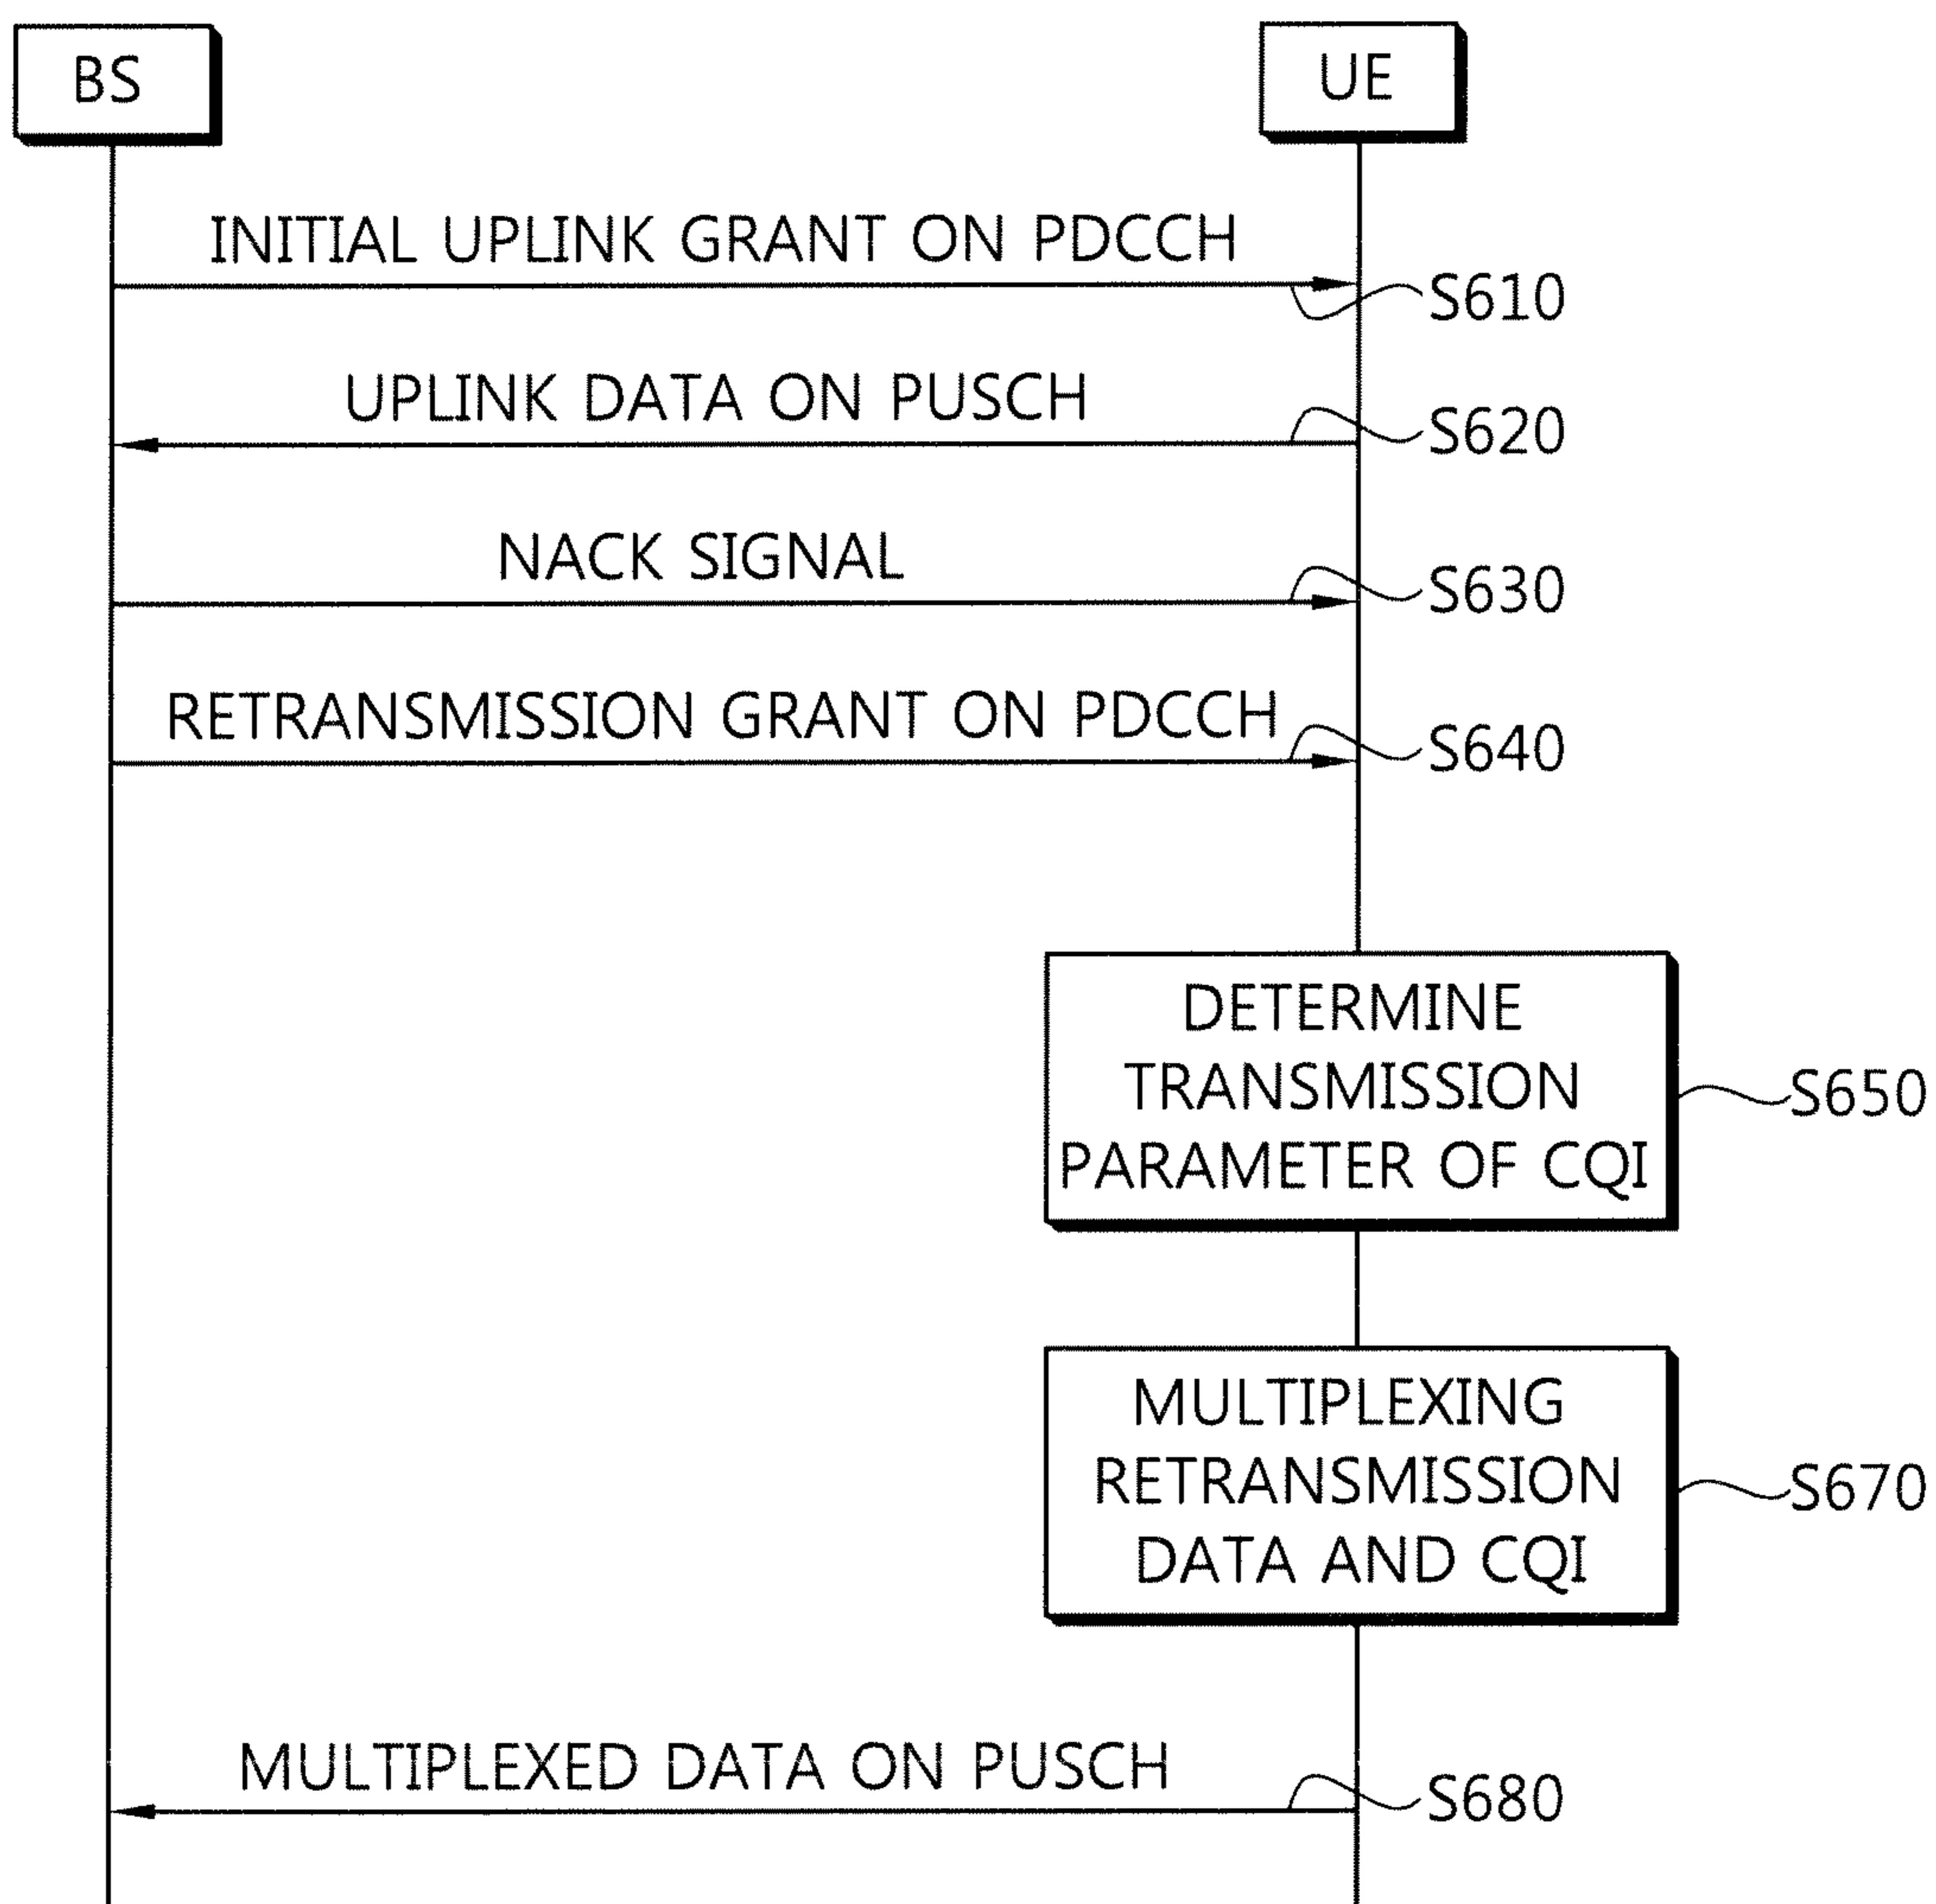 BS
UE
INITIAL UPLINK GRANT ON PDCCH
S610
UPLINK DATA ON PUSCH
S620
NACK SIGNAL
S630
RETRANSMISSION GRANT ON PDCCH
S640
DETERMINE
TRANSMISSION
PARAMETER OF CQI
S650
MULTIPLEXING
RETRANSMISSION
DATA AND CQI
S670
MULTIPLEXED DATA ON PUSCH
S680